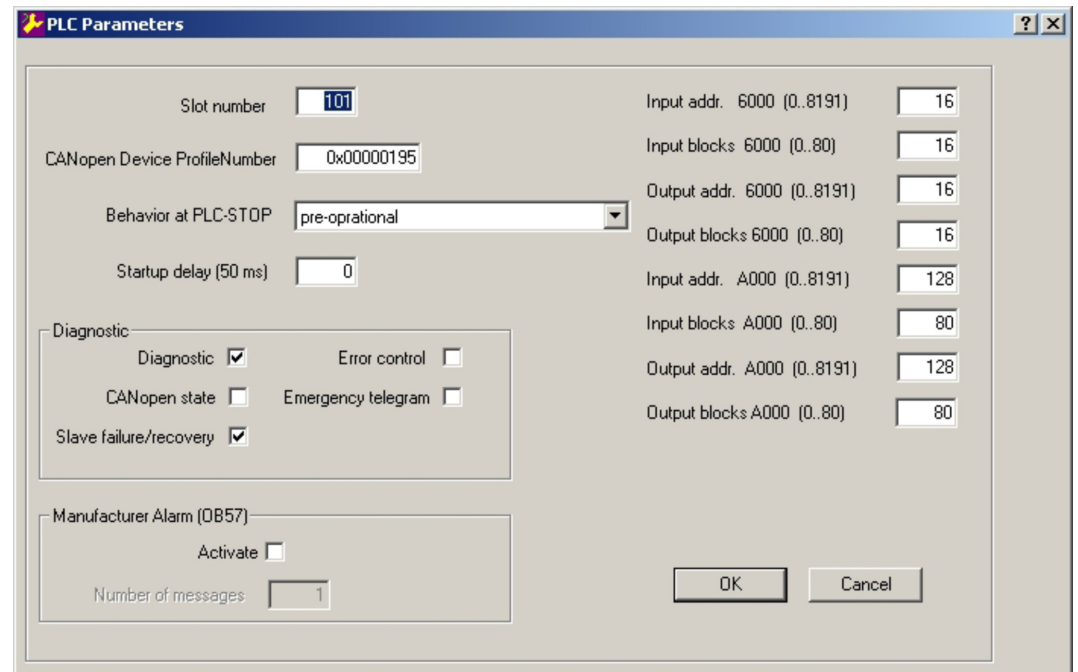 PLC Parameters
Slot number 101
CANopen Device ProfileNumber 0x00000195
Behavior at PLC-STOP pre-oprational
Startup delay (50 ms) 0
Diagnostic
Diagnostic Error control
CANopen state Emergency telegram
Slave failure/recovery
Manufacturer Alarm (OB57)
Activate
Number of messages 1
Input addr. 6000 (0..8191) 16
Input blocks 6000 (0..80) 16
Output addr. 6000 (0..8191) 16
Output blocks 6000 (0..80) 16
Input addr. A000 (0..8191) 128
Input blocks A000 (0..80) 80
Output addr. A000 (0..8191) 128
Output blocks A000 (0..80) 80
OK Cancel